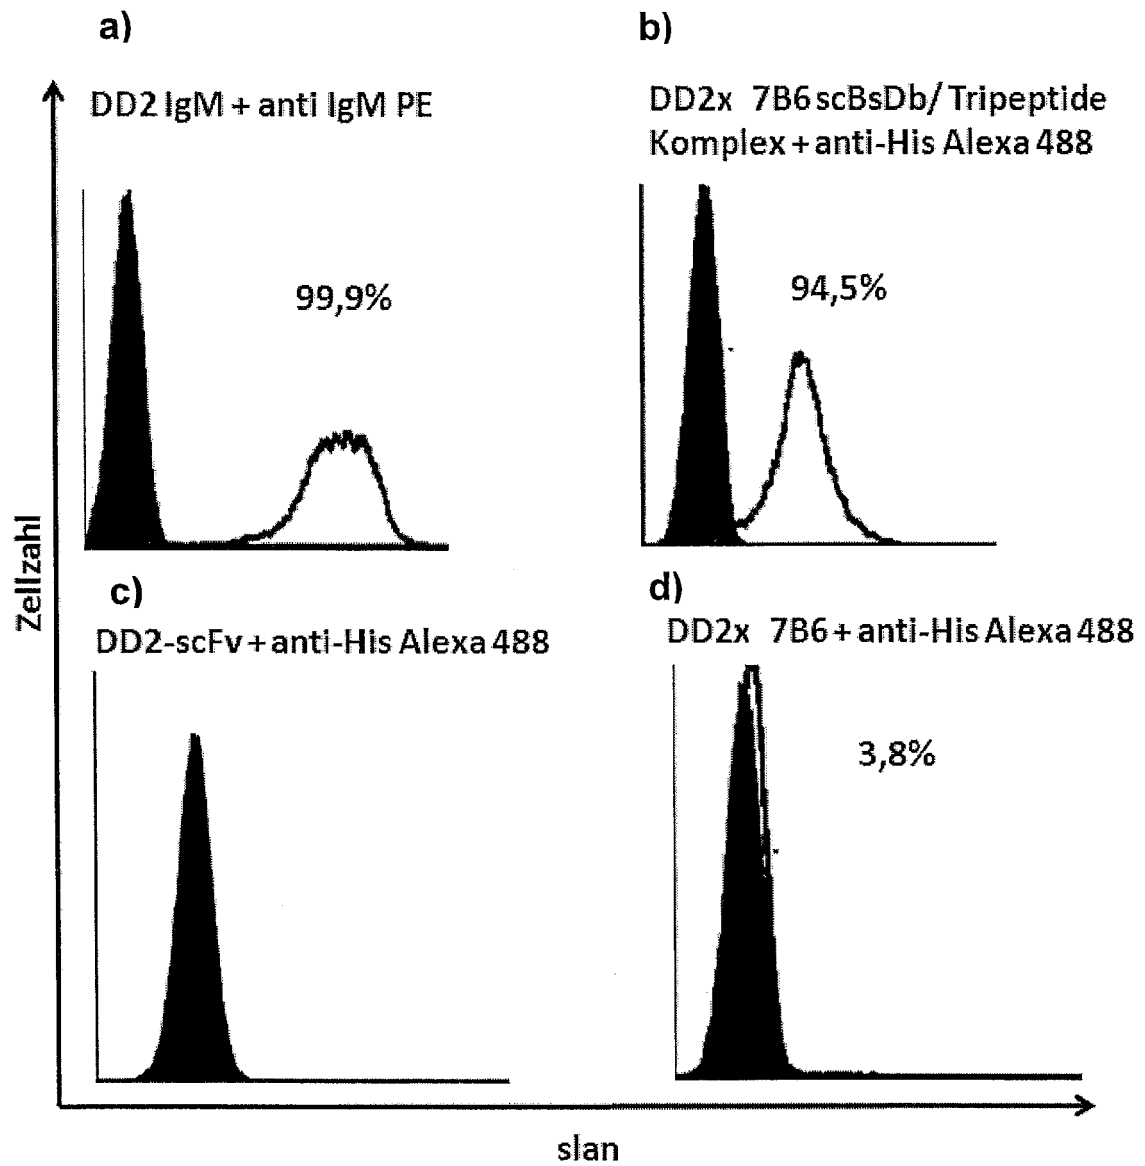 a)
DD2 IgM + anti IgM PE
99,9%
b)
DD2x 7B6 scBsDb/ Tripeptide
Komplex + anti-His Alexa 488
94,5%
c)
DD2-scFv + anti-His Alexa 488
d)
DD2x 7B6 + anti-His Alexa 488
3,8%
Zellzahl
slan